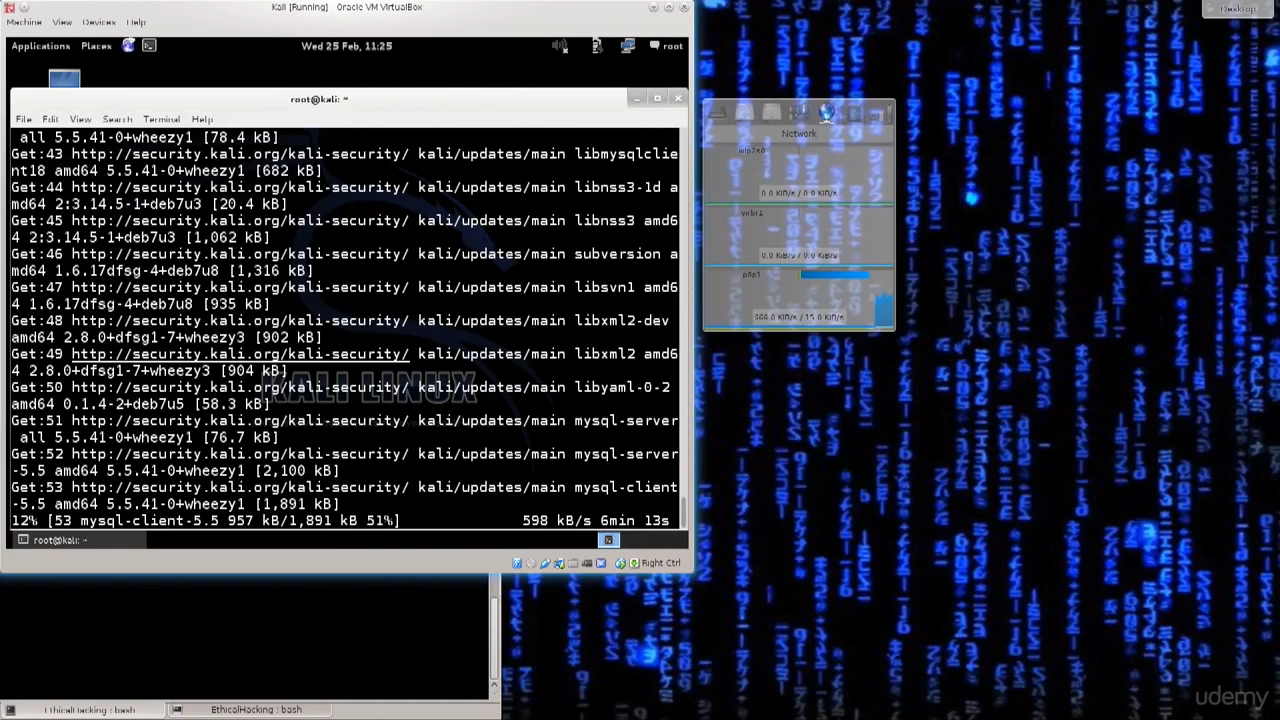 Kali [Running] - Oracle VM VirtualBox
Desktop
Machine View Devices Help
Applications Places Wed 25 Feb, 11:25 root
root@kali: ~
File Edit View Search Terminal Help
all 5.5.41-0+wheezy1 [78.4 kB]
Get:43 http://security.kali.org/kali-security/ kali/updates/main libmysqlclie
nt18 amd64 5.5.41-0+wheezy1 [682 kB]
Get:44 http://security.kali.org/kali-security/ kali/updates/main libnss3-1d a
md64 2:3.14.5-1+deb7u3 [20.4 kB]
Get:45 http://security.kali.org/kali-security/ kali/updates/main libnss3 amd6
4 2:3.14.5-1+deb7u3 [1,062 kB]
Get:46 http://security.kali.org/kali-security/ kali/updates/main subversion a
md64 1.6.17dfsg-4+deb7u8 [1,316 kB]
Get:47 http://security.kali.org/kali-security/ kali/updates/main libsvn1 amd6
4 1.6.17dfsg-4+deb7u8 [935 kB]
Get:48 http://security.kali.org/kali-security/ kali/updates/main libxml2-dev
amd64 2.8.0+dfsg1-7+wheezy3 [902 kB]
Get:49 http://security.kali.org/kali-security/ kali/updates/main libxml2 amd6
4 2.8.0+dfsg1-7+wheezy3 [904 kB]
Get:50 http://security.kali.org/kali-security/ kali/updates/main libyaml-0-2
amd64 0.1.4-2+deb7u5 [58.3 kB]
KALI LINUX
Get:51 http://security.kali.org/kali-security/ kali/updates/main mysql-server
all 5.5.41-0+wheezy1 [76.7 kB]
Get:52 http://security.kali.org/kali-security/ kali/updates/main mysql-server
-5.5 amd64 5.5.41-0+wheezy1 [2,100 kB]
Get:53 http://security.kali.org/kali-security/ kali/updates/main mysql-client
-5.5 amd64 5.5.41-0+wheezy1 [1,891 kB]
12% [53 mysql-client-5.5 957 kB/1,891 kB 51%] 598 kB/s 6min 13s
root@kali: ~
Right Ctrl
Network
wlp2s0
0.0 KiB/s / 0.0 KiB/s
virbr1
0.0 KiB/s / 0.0 KiB/s
p8p1
KiB/s / 15.0 KiB/s
EthicalHacking : bash
EthicalHacking : bash
udemy